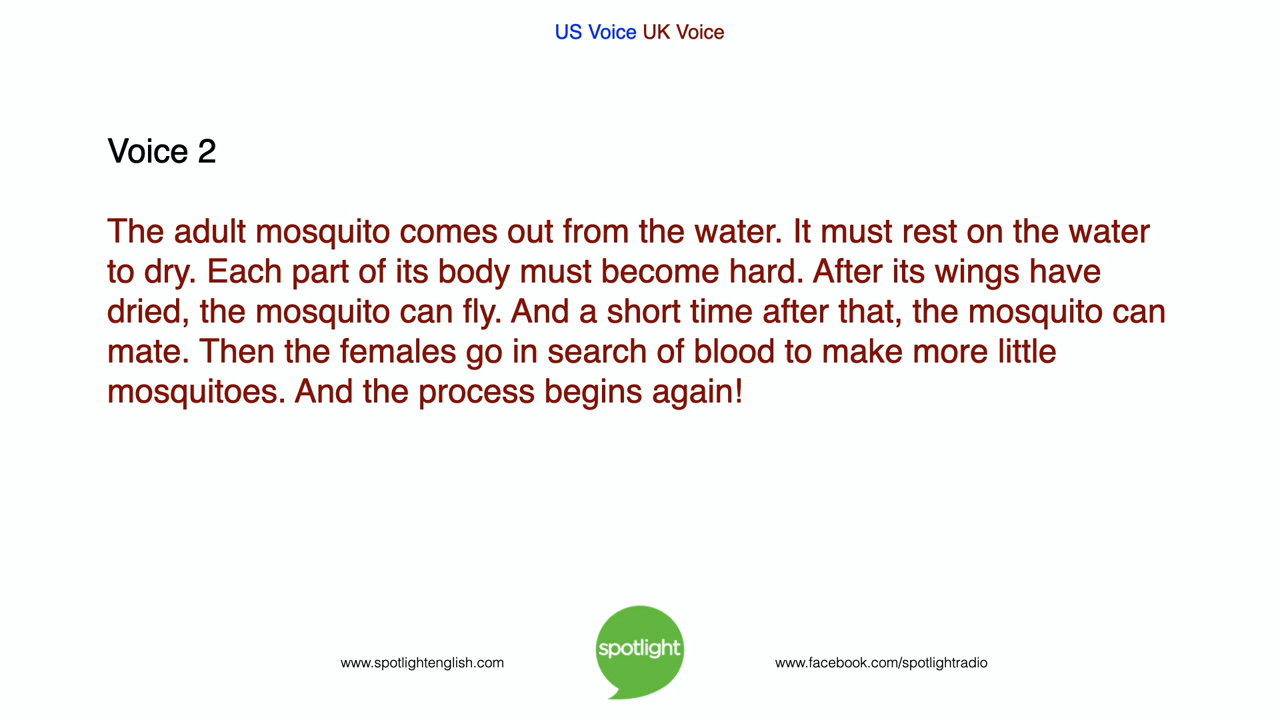 US Voice UK Voice
Voice 2
The adult mosquito comes out from the water. It must rest on the water
to dry. Each part of its body must become hard. After its wings have
dried, the mosquito can fly. And a short time after that, the mosquito can
mate. Then the females go in search of blood to make more little
mosquitoes. And the process begins again!
www.spotlightenglish.com
spotlight
www.facebook.com/spotlightradio